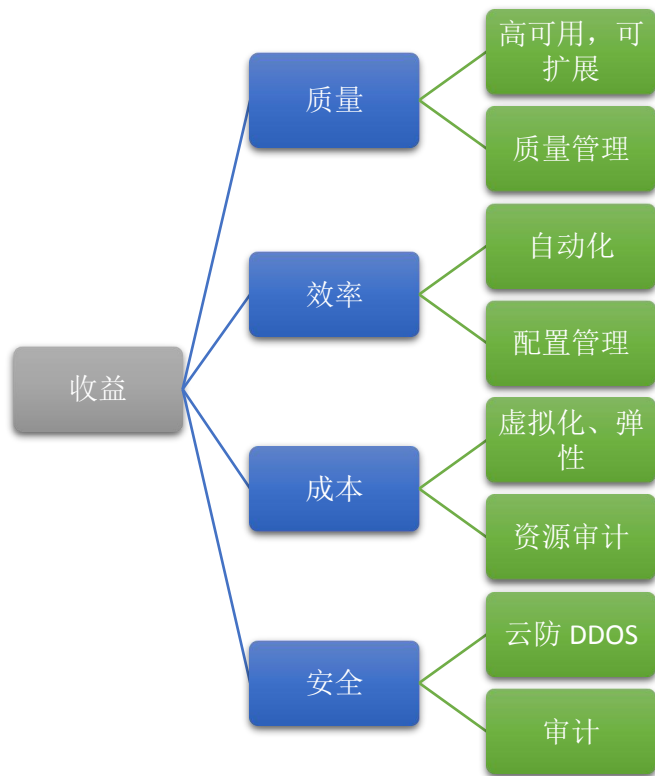 收益
质量
高可用，可
扩展
质量管理
效率
自动化
配置管理
成本
虚拟化、弹
性
资源审计
安全
云防 DDOS
审计